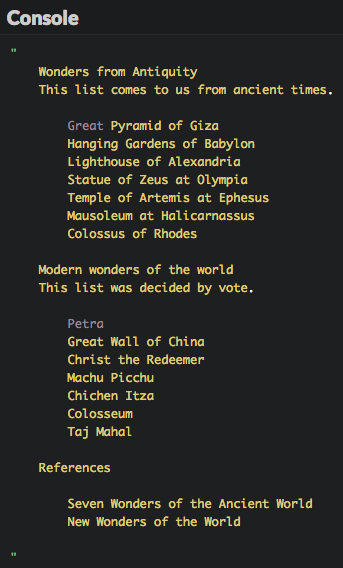 Console
"
Wonders from Antiquity
This list comes to us from ancient times.
Great Pyramid of Giza
Hanging Gardens of Babylon
Lighthouse of Alexandria
Statue of Zeus at Olympia
Temple of Artemis at Ephesus
Mausoleum at Halicarnassus
Colossus of Rhodes
Modern wonders of the world
This list was decided by vote.
Petra
Great Wall of China
Christ the Redeemer
Machu Picchu
Chichen Itza
Colosseum
Taj Mahal
References
Seven Wonders of the Ancient World
New Wonders of the World
"